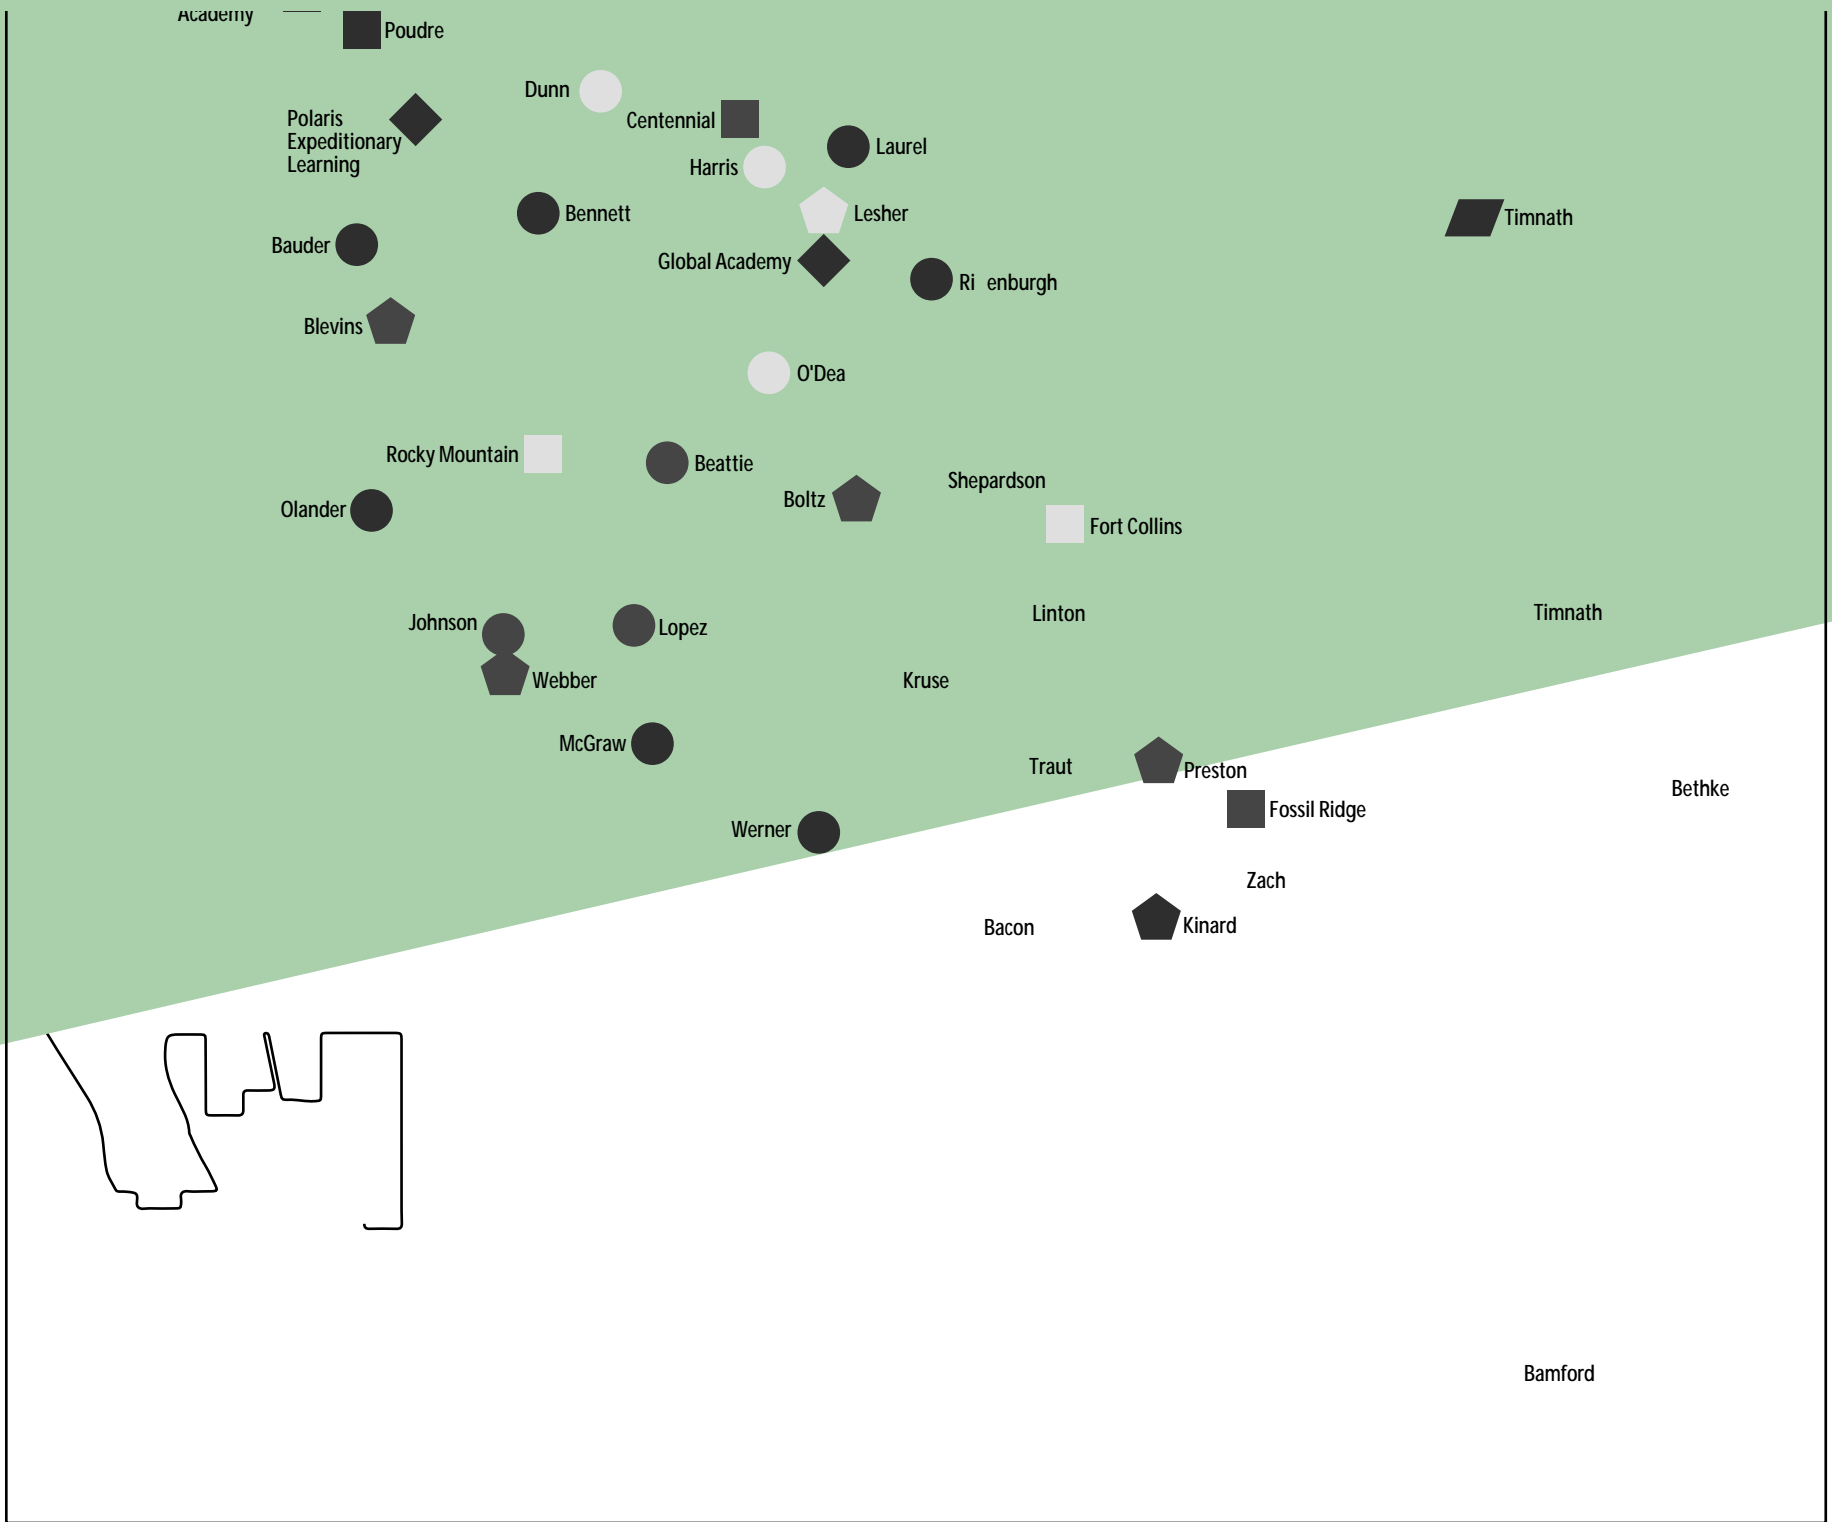 Academy
Poudre
Dunn
Polaris
Expeditionary
Learning
Centennial
Laurel
Harris
Bennett
Lesher
Timnath
Bauder
Global Academy
Ri enburgh
Blevins
O'Dea
Rocky Mountain
Beattie
Shepardson
Boltz
Olander
Fort Collins
Johnson
Lopez
Linton
Timnath
Webber
Kruse
McGraw
Traut
Preston
Bethke
Fossil Ridge
Werner
Zach
Bacon
Kinard
Bamford